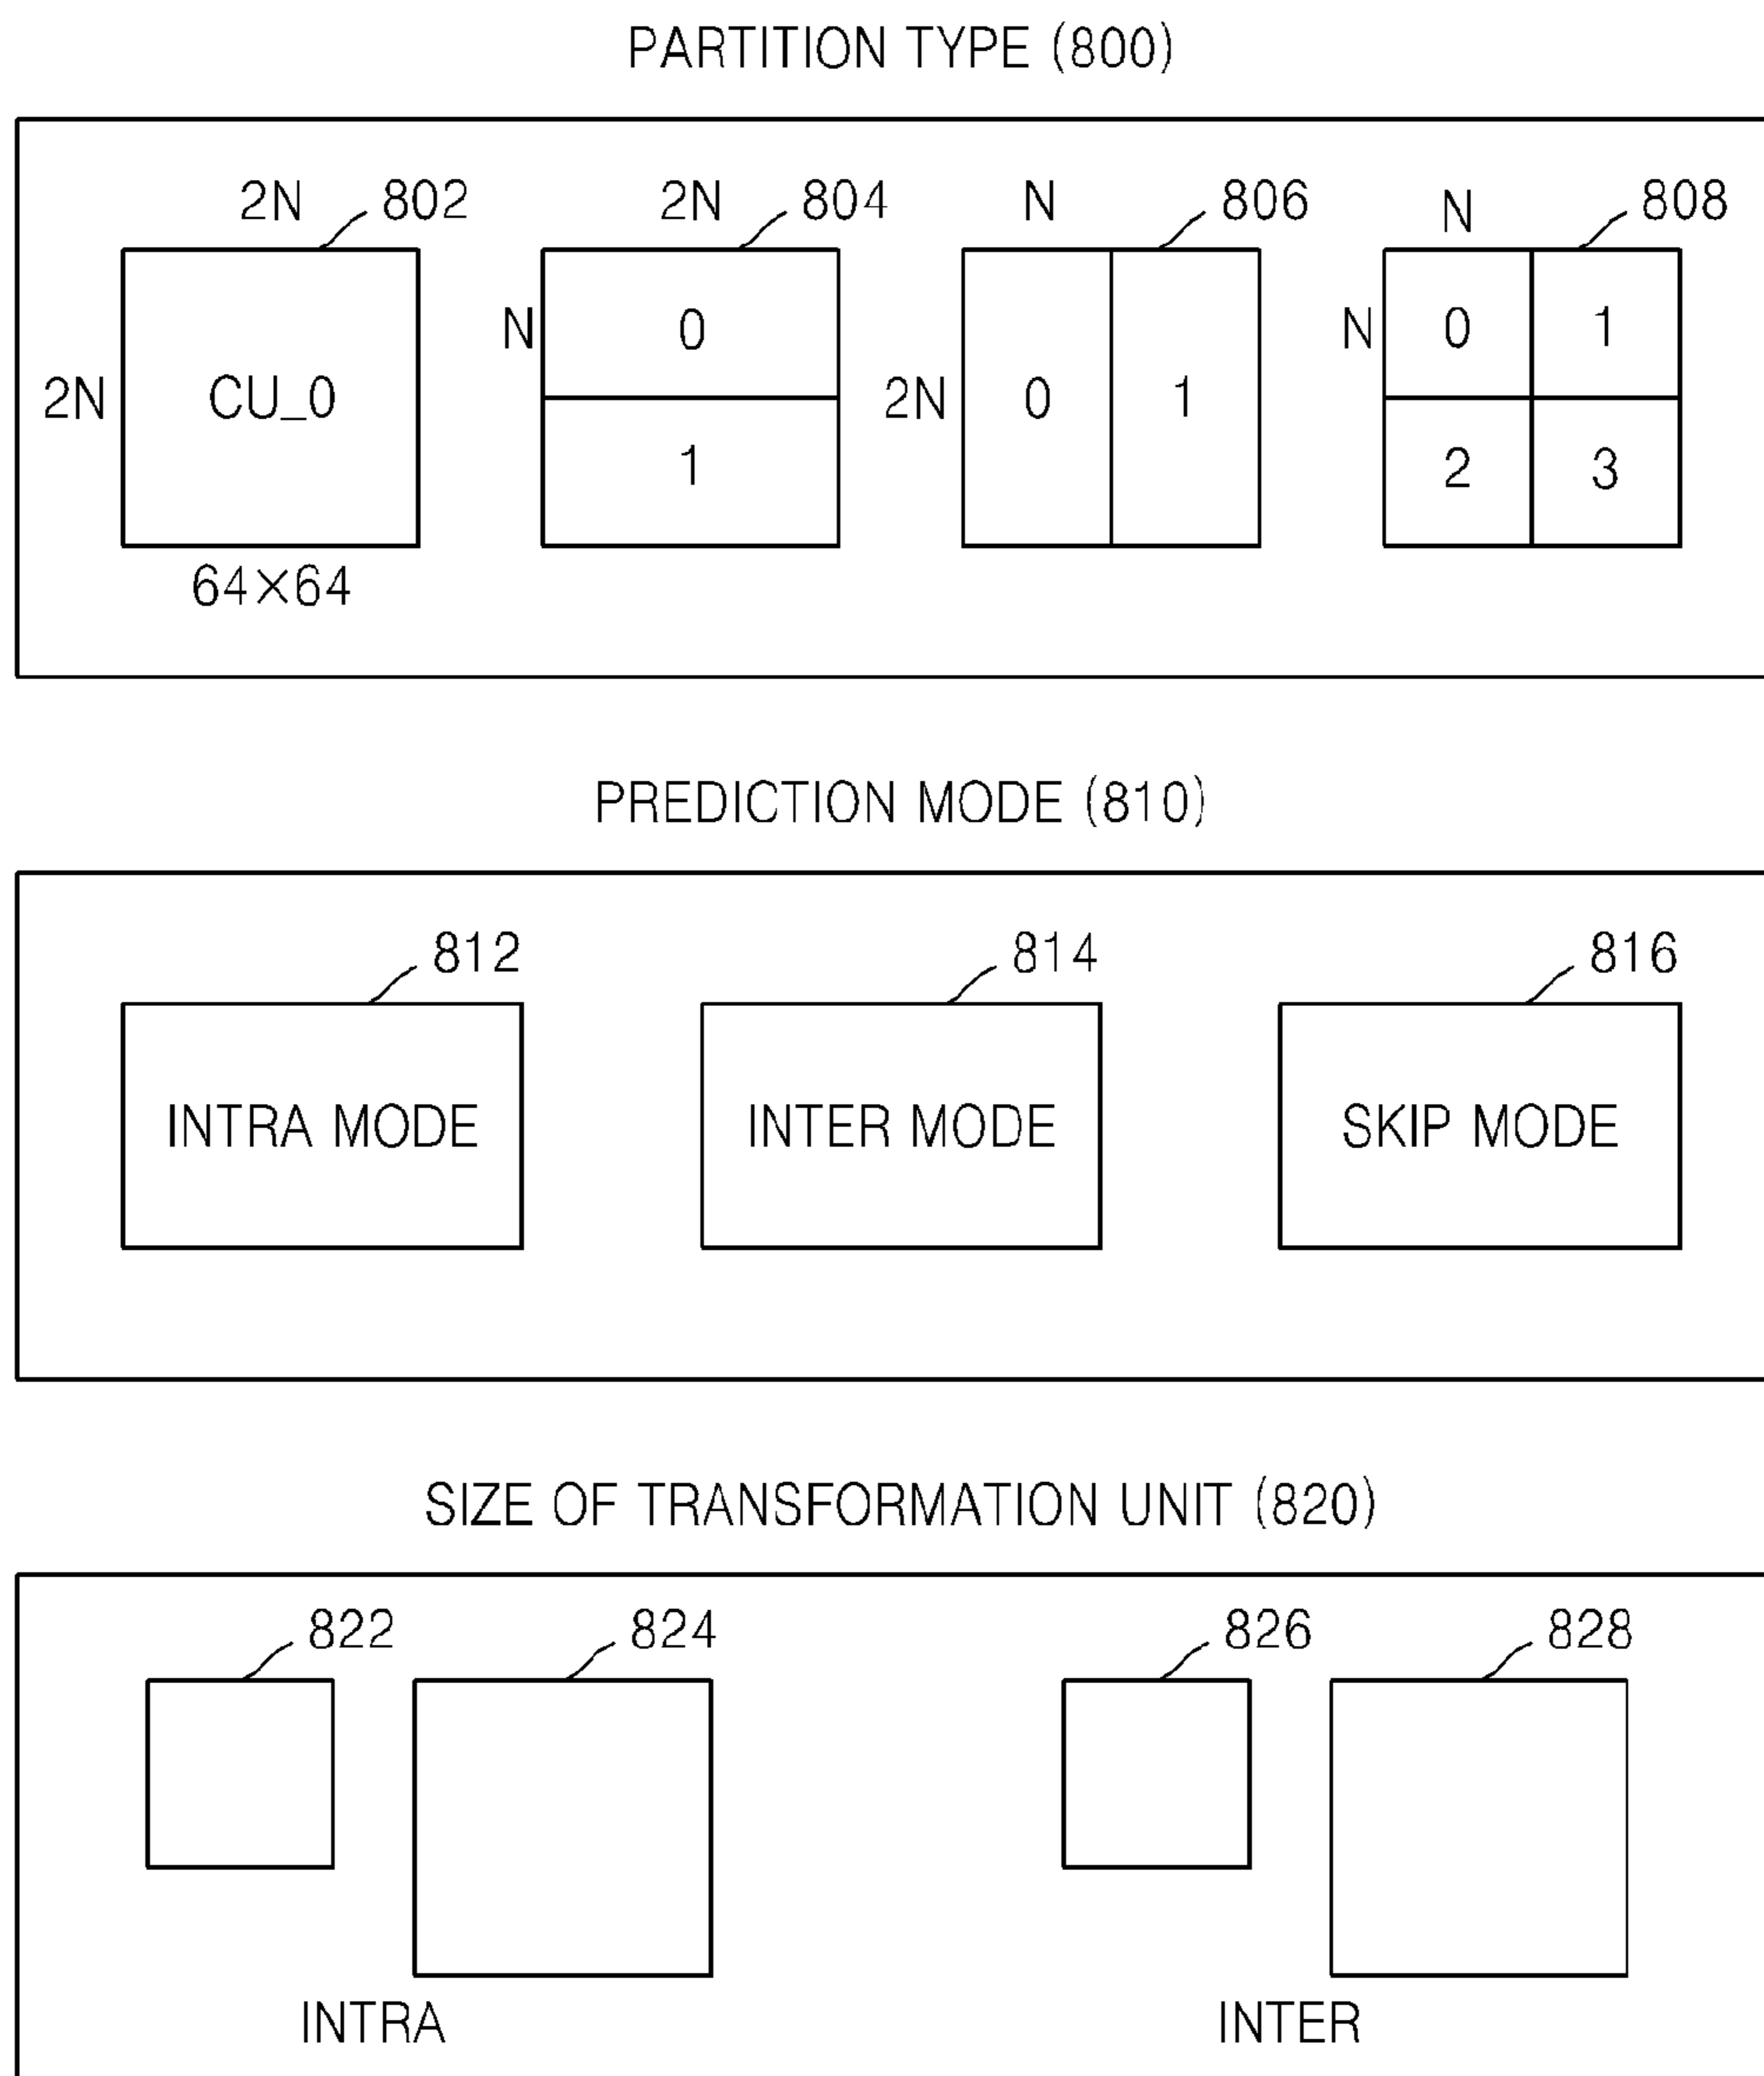 PARTITION TYPE (800)
2N 802 2N 804 N 806 N 808
N 0 N 0 1
2N CU_0 2N 0 1
1 2 3
64×64
PREDICTION MODE (810)
812 814 816
INTRA MODE INTER MODE SKIP MODE
SIZE OF TRANSFORMATION UNIT (820)
822 824 826 828
INTRA INTER